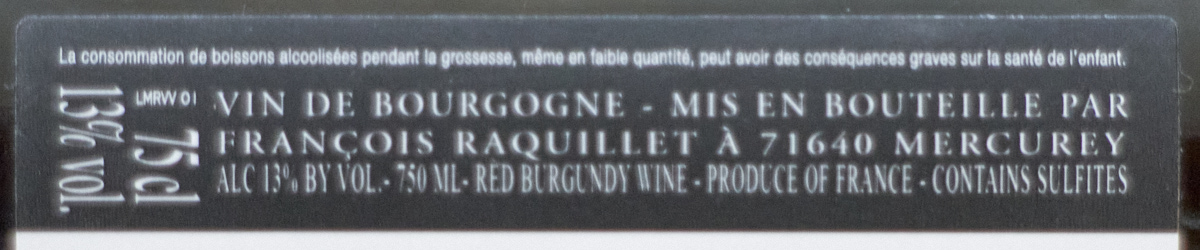 La consommation de boissons alcoolisées pendant la grossesse, même en faible quantité, peut avoir des conséquences graves sur la santé de l'enfant.
13% vol.
LMRW 01
75 cl
VIN DE BOURGOGNE - MIS EN BOUTEILLE PAR
FRANÇOIS RAQUILLET À 71640 MERCUREY
ALC 13% BY VOL.- 750 ML- RED BURGUNDY WINE - PRODUCE OF FRANCE - CONTAINS SULFITES